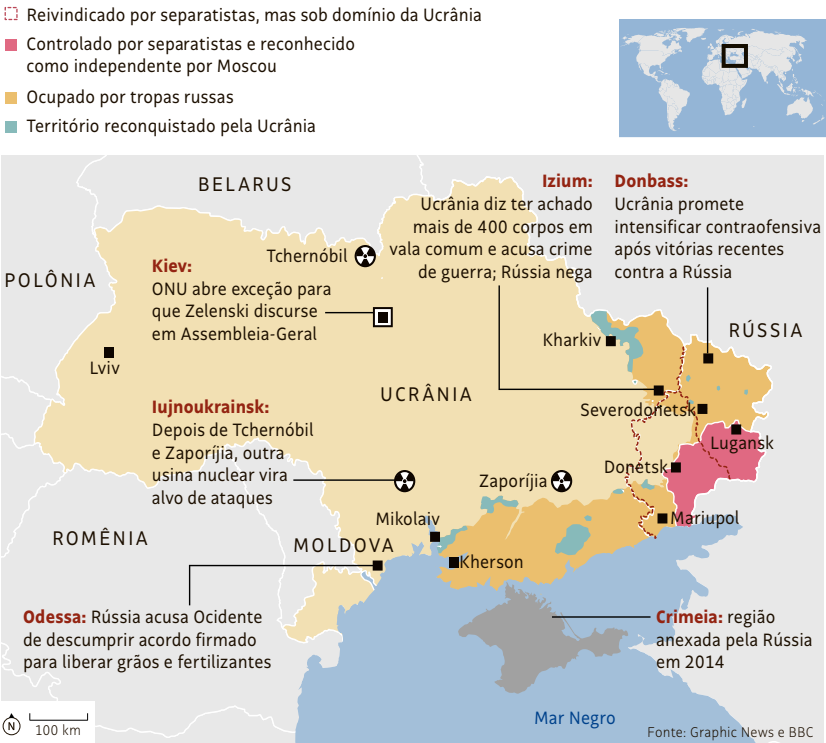 Reivindicado por separatistas, mas sob domínio da Ucrânia
Controlado por separatistas e reconhecido
como independente por Moscou
Ocupado por tropas russas
Território reconquistado pela Ucrânia
BELARUS
Izium:
Ucrânia diz ter achado
mais de 400 corpos em
vala comum e acusa crime
de guerra; Rússia nega
Donbass:
Ucrânia promete
intensificar contraofensiva
após vitórias recentes
contra a Rússia
Tchernóbil
POLÔNIA
Kiev:
ONU abre exceção para
que Zelenski discurse
em Assembleia-Geral
RÚSSIA
Kharkiv
Lviv
UCRÂNIA
Severodonetsk
Iujnoukrainsk:
Depois de Tchernóbil
e Zaporíjia, outra
usina nuclear vira
alvo de ataques
Lugansk
Donetsk
Zaporíjia
Mikolaiv
Mariupol
ROMÊNIA
MOLDOVA
Kherson
Odessa: Rússia acusa Ocidente
de descumprir acordo firmado
para liberar grãos e fertilizantes
Crimeia: região
anexada pela Rússia
em 2014
Mar Negro
N
100 km
Fonte: Graphic News e BBC